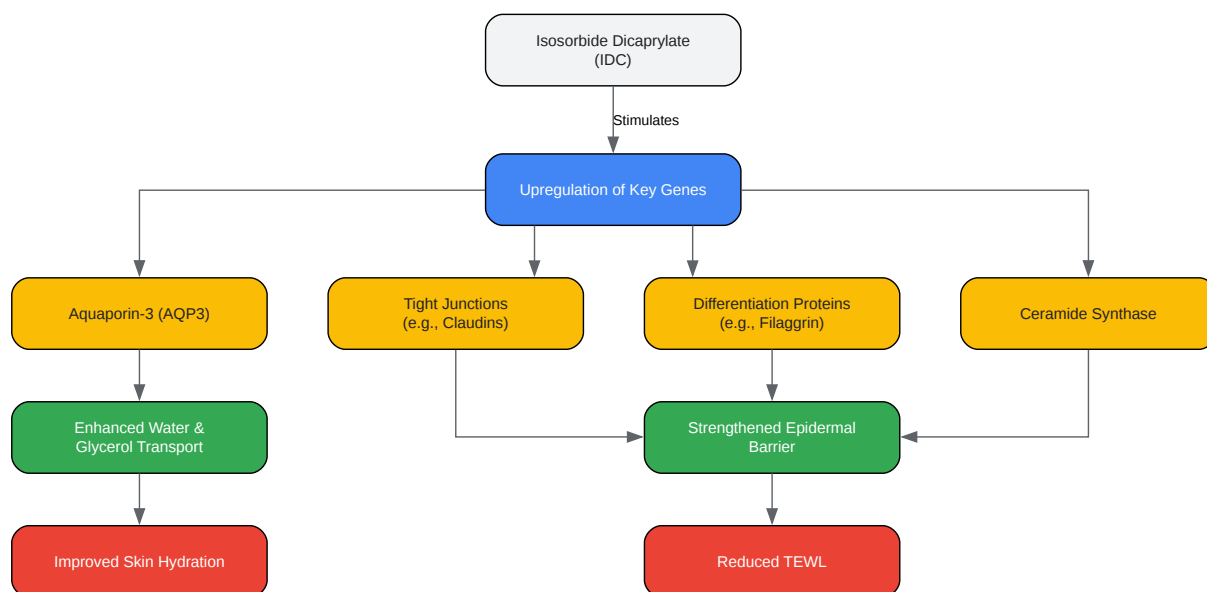 Isosorbide Dicaprylate
(IDC)
Stimulates
Upregulation of Key Genes
Aquaporin-3 (AQP3)
Tight Junctions
(e.g., Claudins)
Differentiation Proteins
(e.g., Filaggrin)
Ceramide Synthase
Enhanced Water &
Glycerol Transport
Strengthened Epidermal
Barrier
Improved Skin Hydration
Reduced TEWL